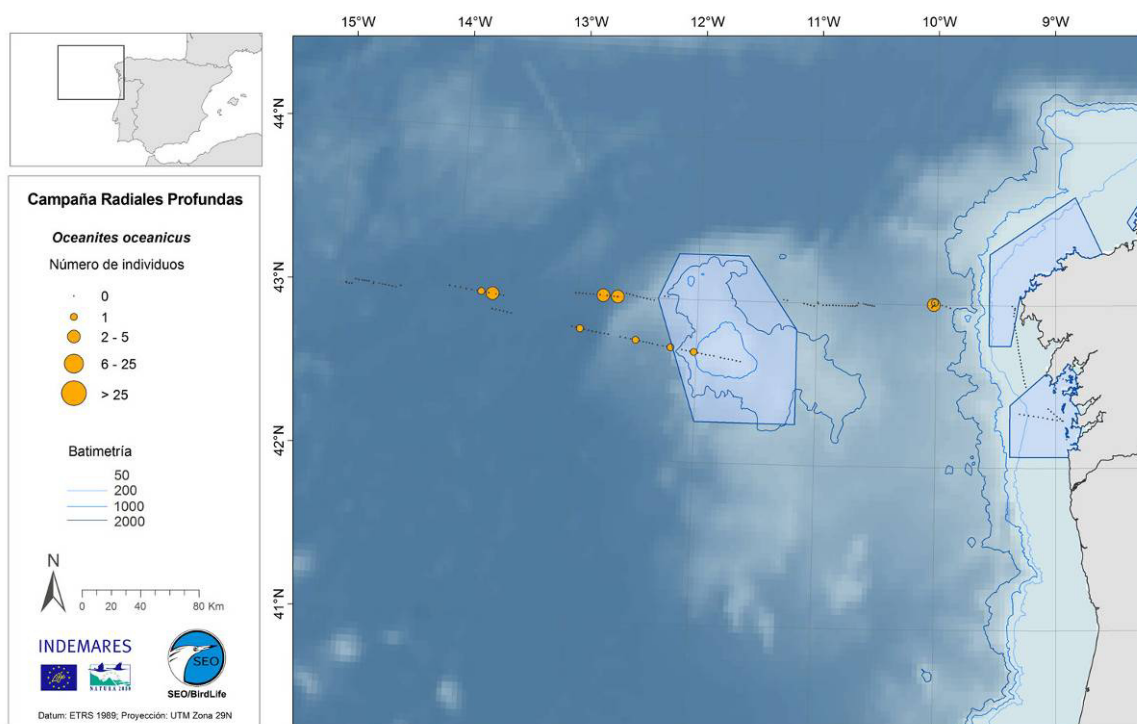 15°W 14°W 13°W 12°W 11°W 10°W 9°W
44°N
43°N
42°N
41°N
Campaña Radiales Profundas
Oceanites oceanicus
Número de individuos
0
1
2 - 5
6 - 25
> 25
Batimetría
50
200
1000
2000
N
0 20 40 80 Km
INDEMARES
NATURA 2000
SEO
SEO/BirdLife
Datum: ETRS 1989; Proyección: UTM Zona 29N